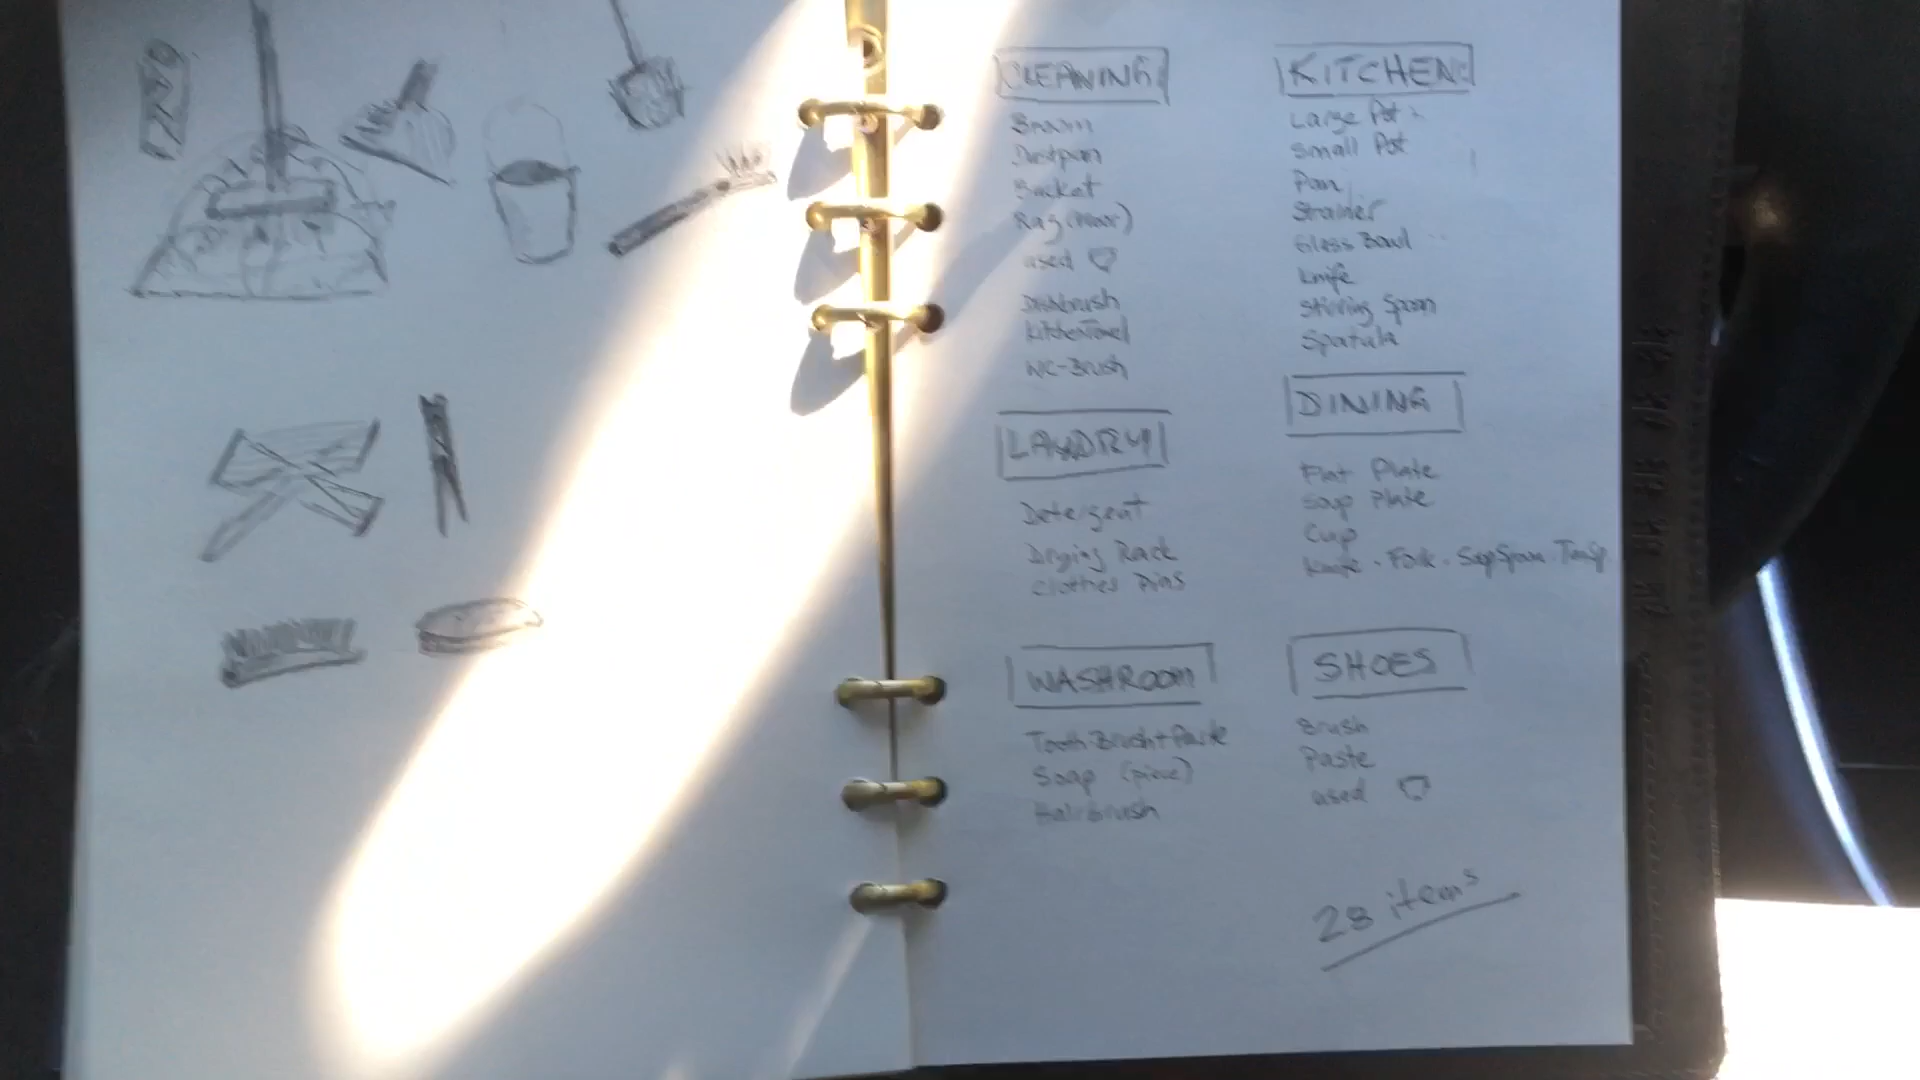 CLEANING
Broom
Dustpan
Bucket
Rag (Floor)
used
Dishbrush
KitchenTowel
WC-Brush
LAUNDRY
Detergent
Drying Rack
Clothes Pins
WASHROOM
ToothBrush+Paste
Soap (piece)
Hairbrush
KITCHEN
Large Pot
Small Pot
Pan
Strainer
Glass Bowl
Knife
Stirring Spoon
Spatula
DINING
Flat Plate
Soup Plate
Cup
Knife · Fork · SoupSpoon · TeaSp.
SHOES
Brush
Paste
used
28 items